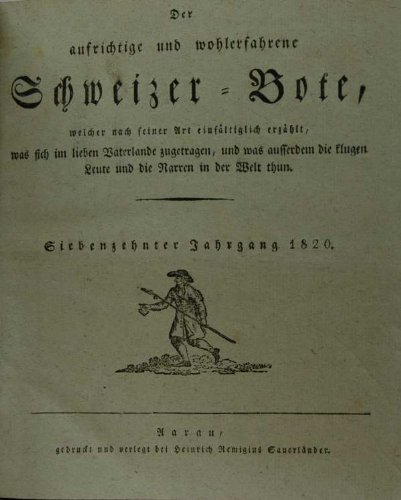 Der
aufrichtige und wohlerfahrene
Schweizer-Bote,
welcher nach seiner Art einfältiglich erzählt,
was sich im lieben Vaterlande zugetragen, und was ausserdem die klugen
Leute und die Narren in der Welt thun.
Siebenzehnter Jahrgang 1820.
Aarau,
gedruckt und verlegt bei Heinrich Remigius Sauerländer.